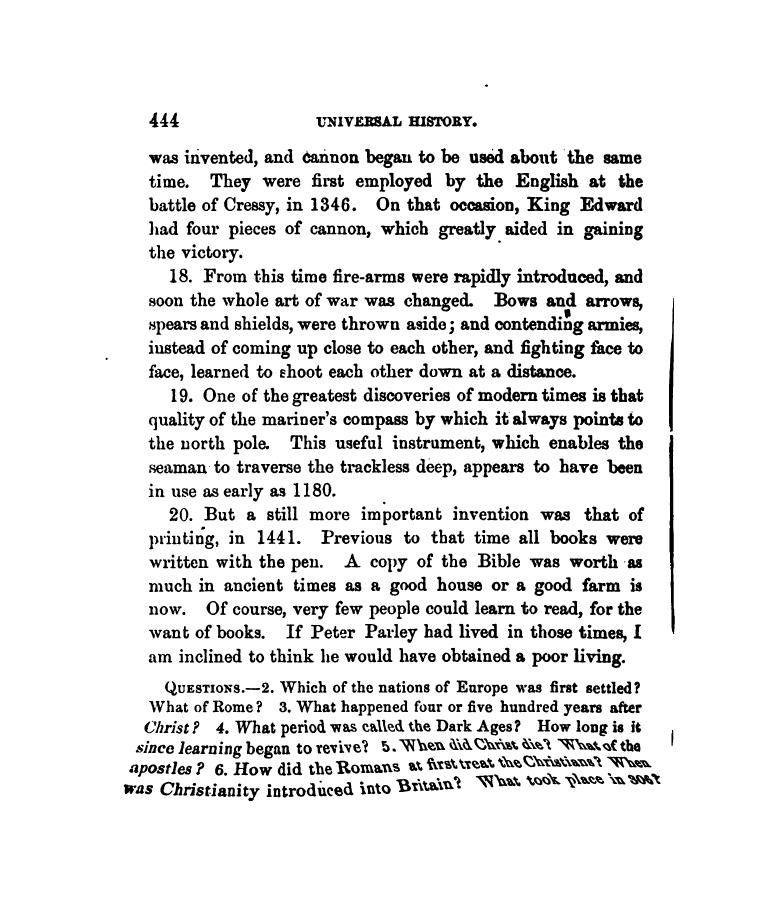 444 UNIVERSAL HISTORY.
was invented, and cannon began to be used about the same
time. They were first employed by the English at the
battle of Cressy, in 1346. On that occasion, King Edward
had four pieces of cannon, which greatly aided in gaining
the victory.
18. From this time fire-arms were rapidly introduced, and
soon the whole art of war was changed. Bows and arrows,
spears and shields, were thrown aside; and contending armies,
instead of coming up close to each other, and fighting face to
face, learned to shoot each other down at a distance.
19. One of the greatest discoveries of modern times is that
quality of the mariner's compass by which it always points to
the north pole. This useful instrument, which enables the
seaman to traverse the trackless deep, appears to have been
in use as early as 1180.
20. But a still more important invention was that of
printing, in 1441. Previous to that time all books were
written with the pen. A copy of the Bible was worth as
much in ancient times as a good house or a good farm is
now. Of course, very few people could learn to read, for the
want of books. If Peter Parley had lived in those times, I
am inclined to think he would have obtained a poor living.
QUESTIONS.—2. Which of the nations of Europe was first settled?
What of Rome? 3. What happened four or five hundred years after
Christ? 4. What period was called the Dark Ages? How long is it
since learning began to revive? 5. When did Christ die? What of the
apostles? 6. How did the Romans at first treat the Christians? When
was Christianity introduced into Britain? What took place in 306?